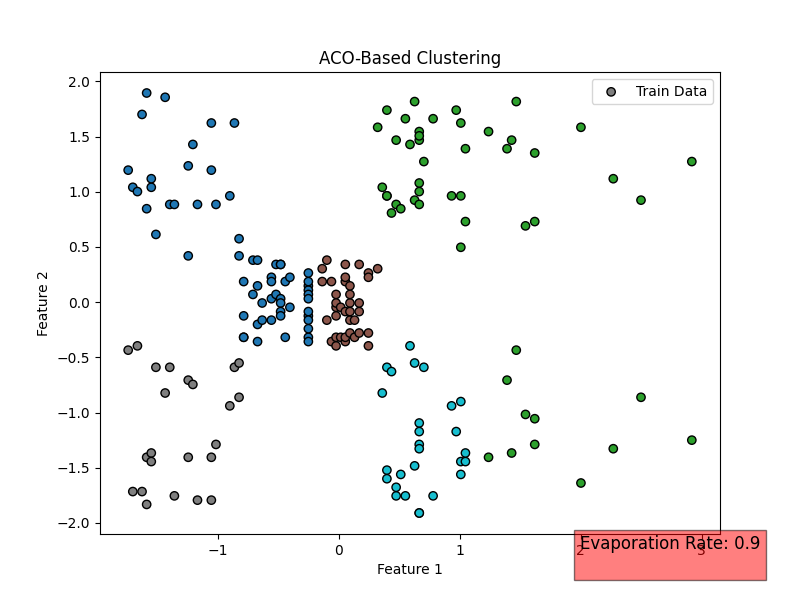 ACO-Based Clustering
Train Data
2.0
1.5
1.0
0.5
0.0
−0.5
−1.0
−1.5
−2.0
Feature 2
−1
0
1
2
3
Feature 1
Evaporation Rate: 0.9